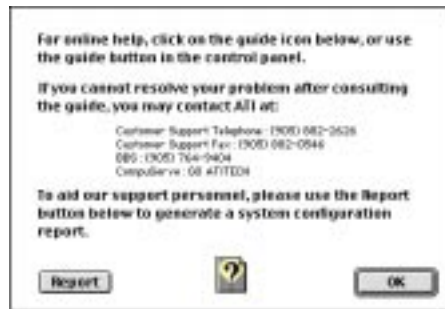 For online help, click on the guide icon below, or use
the guide button in the control panel.
If you cannot resolve your problem after consulting
the guide, you may contact ATI at:
Customer Support Telephone: (905) 882-2626
Customer Support Fax: (905) 882-0546
BBS: (905) 764-9404
CompuServe: GO ATITECH
To aid our support personnel, please use the Report
button below to generate a system configuration
report.
Report
?
OK